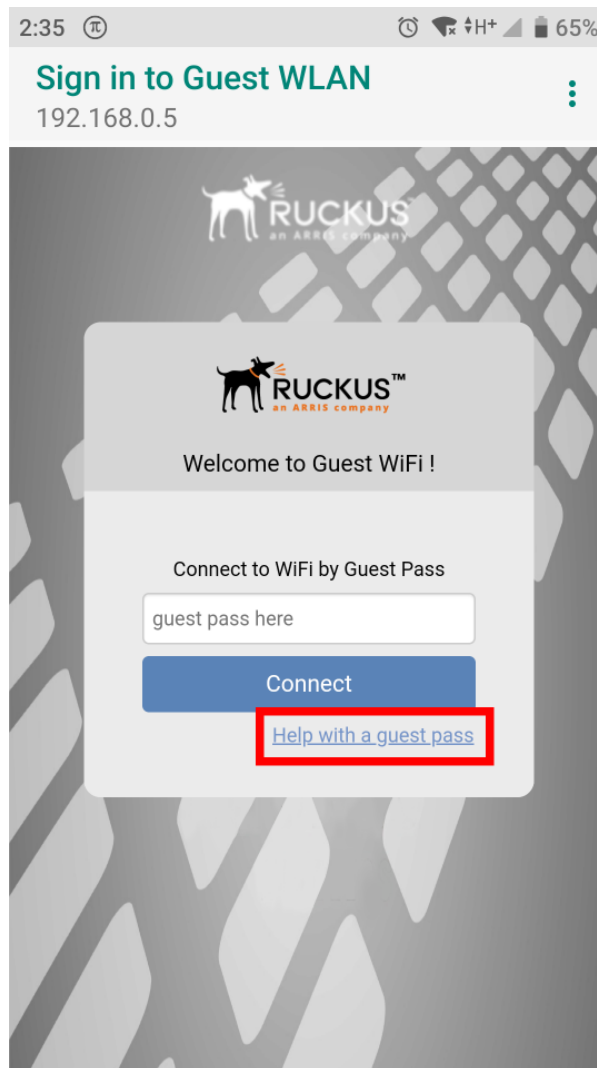 2:35 π H+ 65%
Sign in to Guest WLAN
192.168.0.5
RUCKUS
an ARRIS company
RUCKUS™
an ARRIS company
Welcome to Guest WiFi !
Connect to WiFi by Guest Pass
guest pass here
Connect
Help with a guest pass